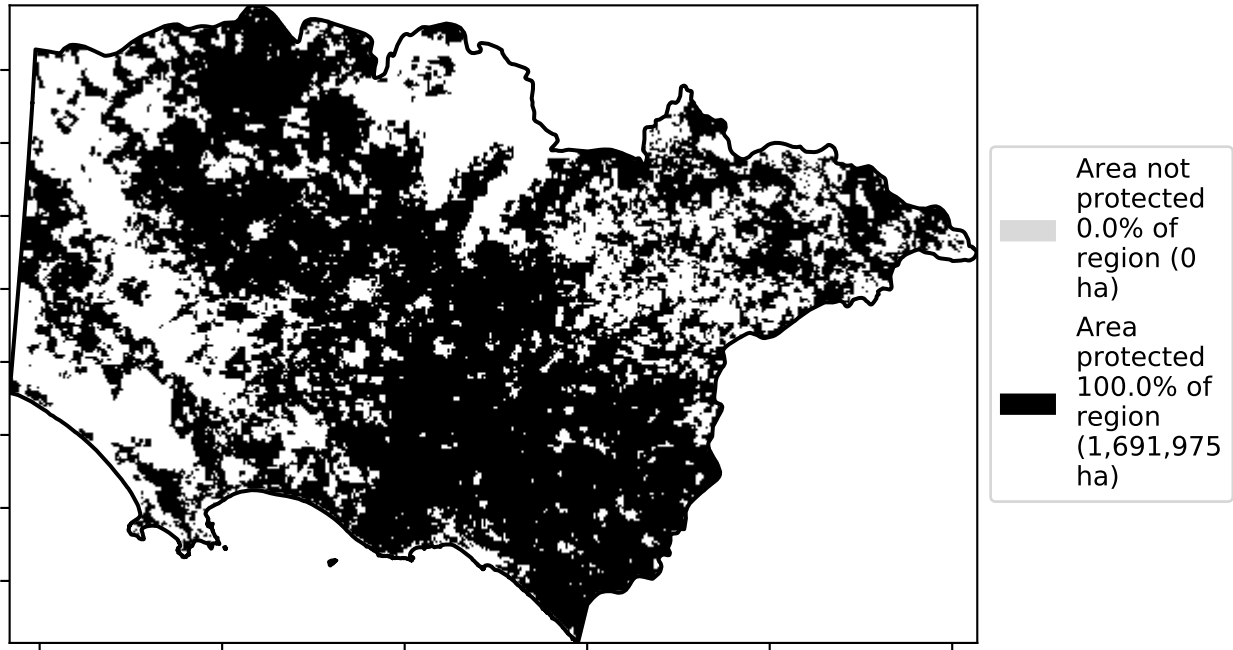 Area not
protected
0.0% of
region (0
ha)
Area
protected
100.0% of
region
(1,691,975
ha)